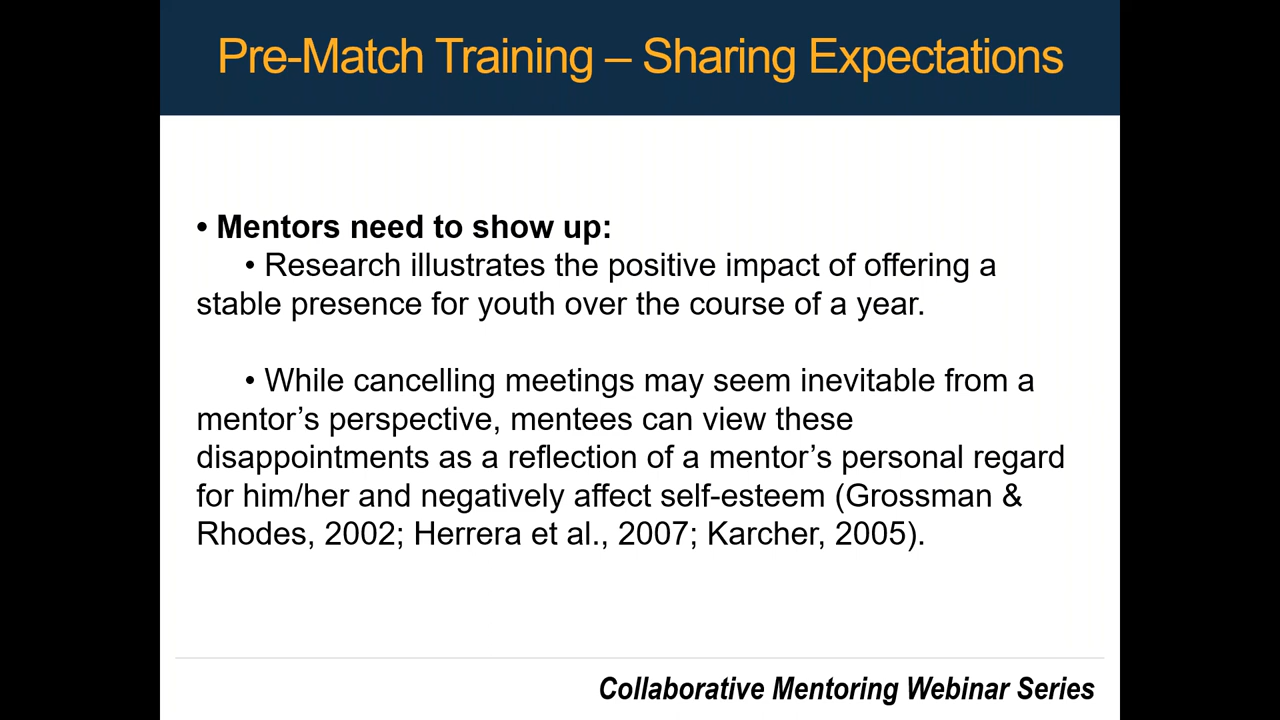 Pre-Match Training – Sharing Expectations
• Mentors need to show up:
• Research illustrates the positive impact of offering a
stable presence for youth over the course of a year.
• While cancelling meetings may seem inevitable from a
mentor’s perspective, mentees can view these
disappointments as a reflection of a mentor’s personal regard
for him/her and negatively affect self-esteem (Grossman &
Rhodes, 2002; Herrera et al., 2007; Karcher, 2005).
Collaborative Mentoring Webinar Series